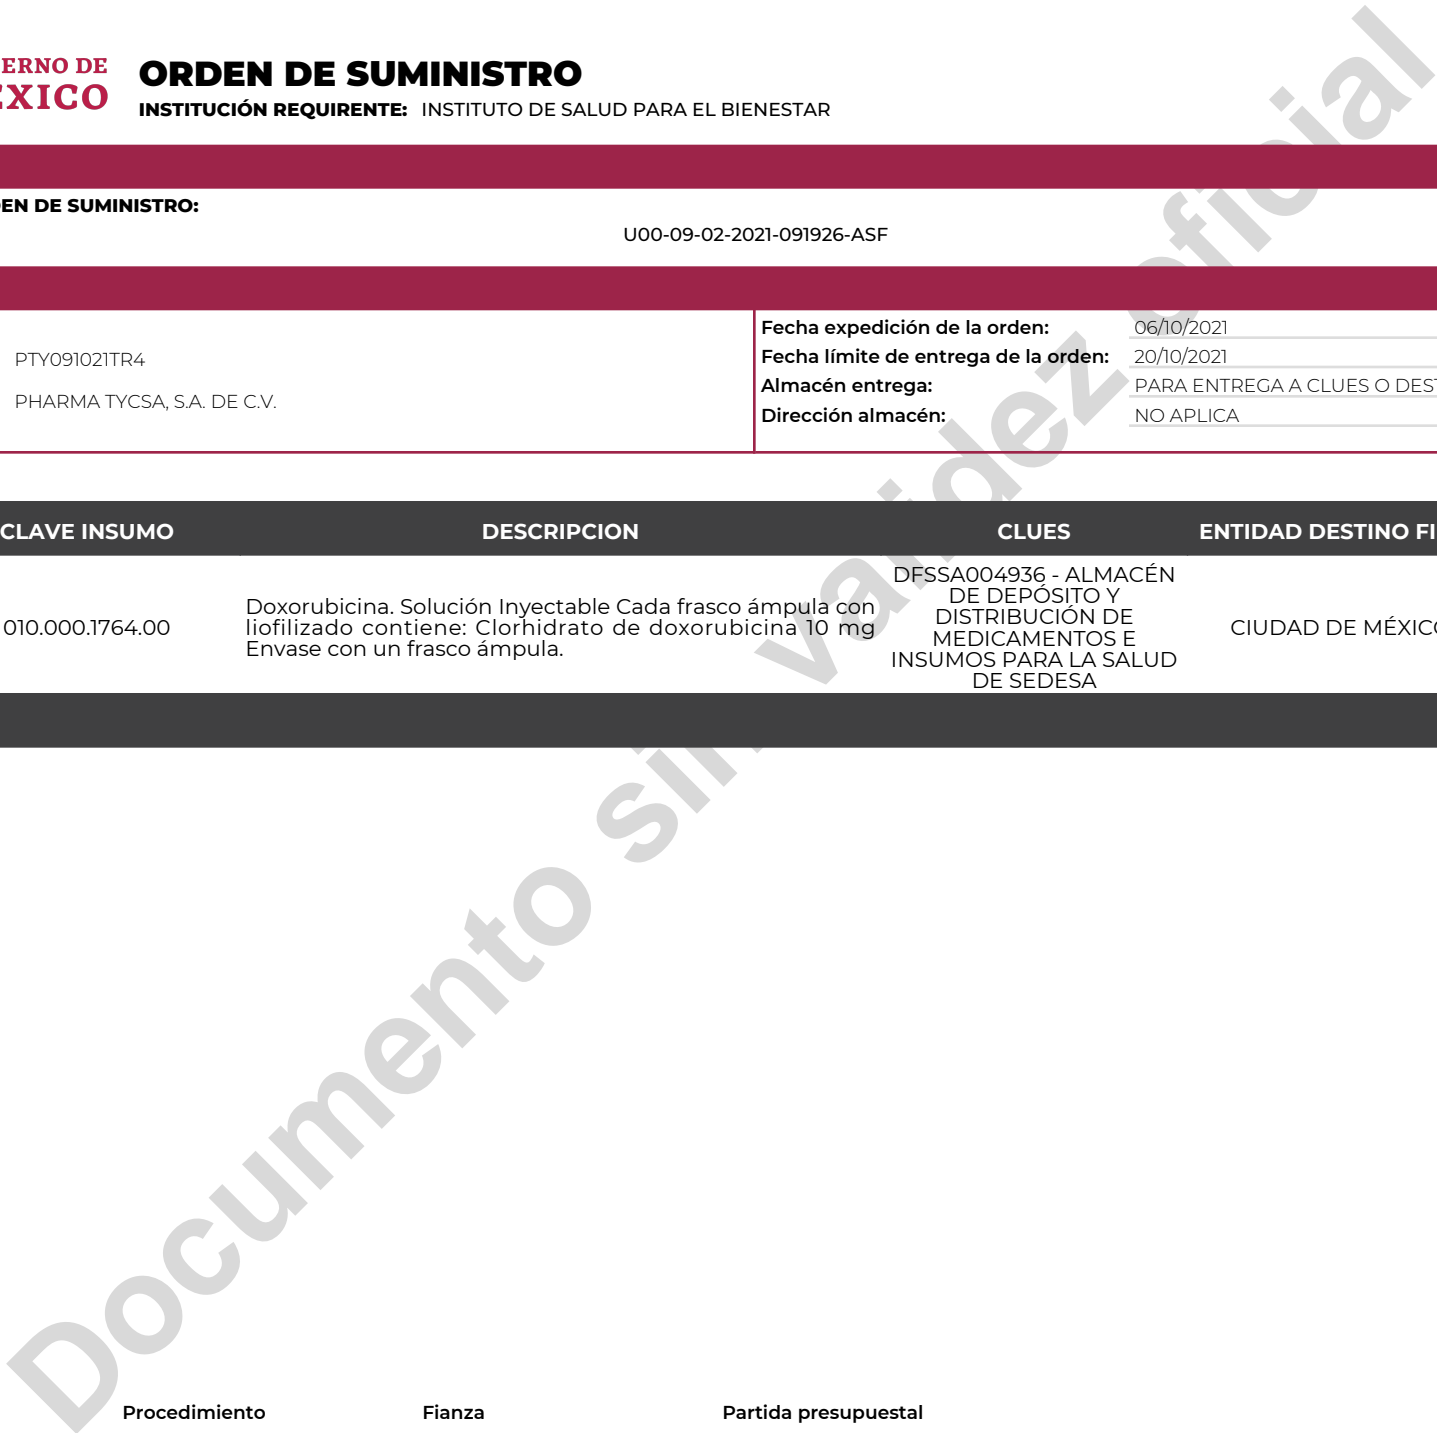 ERNO DE
EXICO
ORDEN DE SUMINISTRO
INSTITUCIÓN REQUIRENTE: INSTITUTO DE SALUD PARA EL BIENESTAR
EN DE SUMINISTRO:
U00-09-02-2021-091926-ASF
PTY091021TR4
PHARMA TYCSA, S.A. DE C.V.
Fecha expedición de la orden: 06/10/2021
Fecha límite de entrega de la orden: 20/10/2021
Almacén entrega: PARA ENTREGA A CLUES O DEST
Dirección almacén: NO APLICA
CLAVE INSUMO DESCRIPCION CLUES ENTIDAD DESTINO FI
010.000.1764.00
Doxorubicina. Solución Inyectable Cada frasco ámpula con
liofilizado contiene: Clorhidrato de doxorubicina 10 mg
Envase con un frasco ámpula.
DFSSA004936 - ALMACÉN
DE DEPÓSITO Y
DISTRIBUCIÓN DE
MEDICAMENTOS E
INSUMOS PARA LA SALUD
DE SEDESA
CIUDAD DE MÉXICO
Documento sin validez oficial
Procedimiento Fianza Partida presupuestal